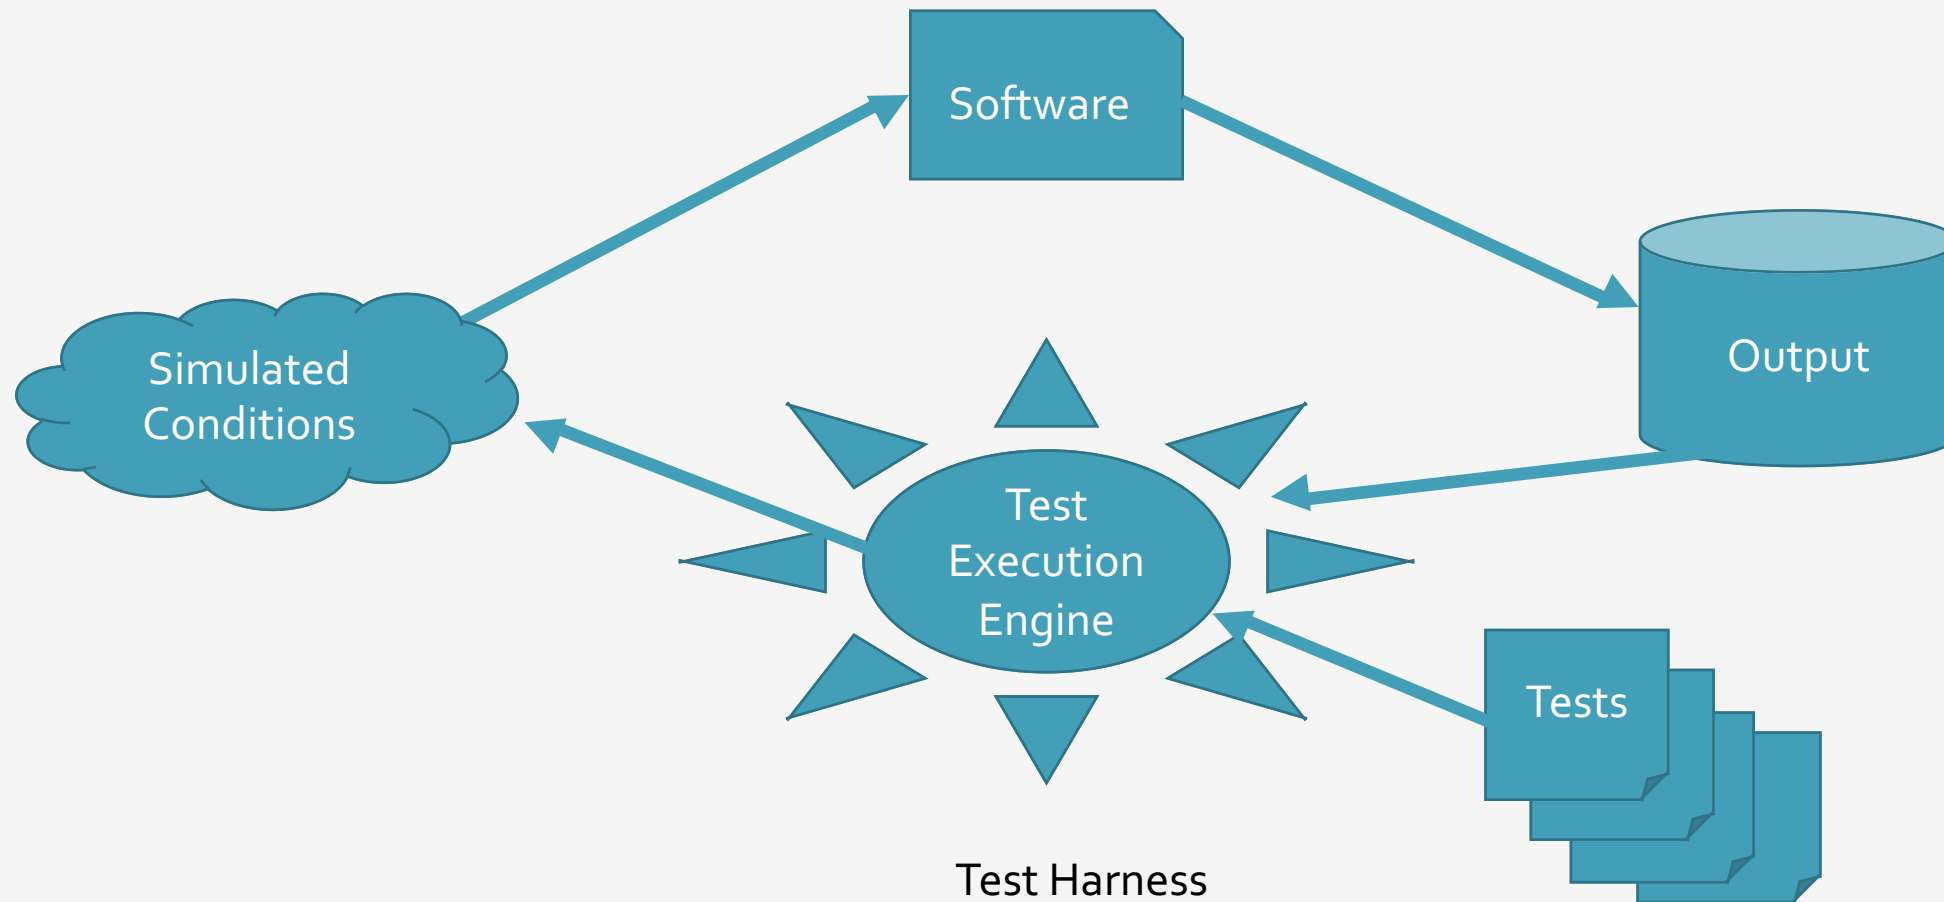 Software
Simulated
Conditions
Output
Test
Execution
Engine
Tests
Test Harness